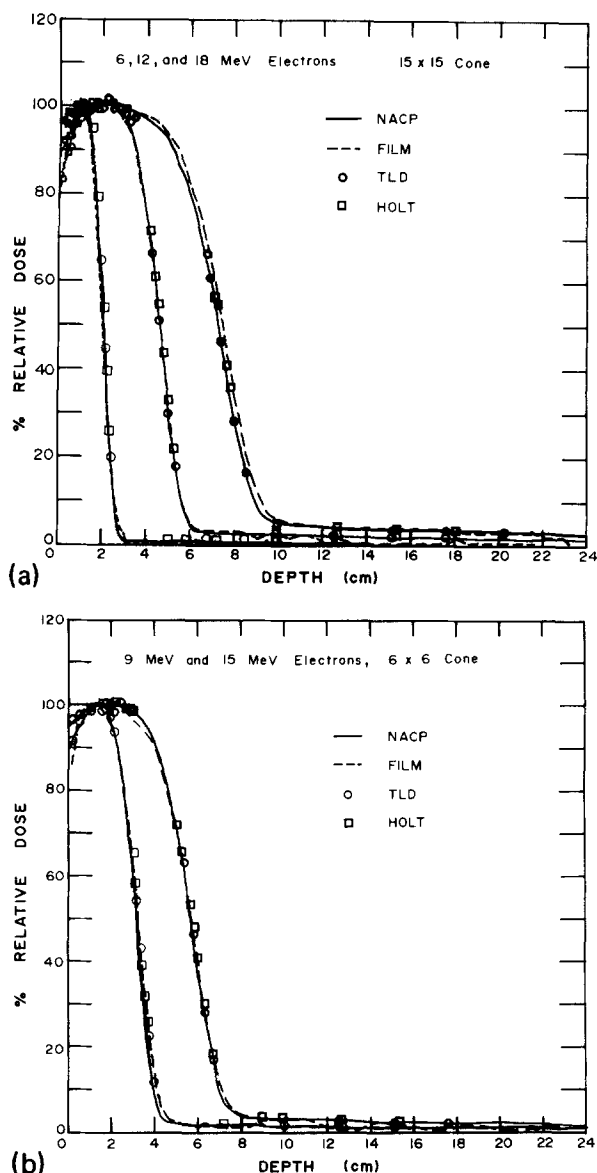 120
6, 12, and 18 MeV Electrons 15 x 15 Cone
100
NACP
FILM
TLD
HOLT
80
60
40
20
0
% RELATIVE DOSE
0 2 4 6 8 10 12 14 16 18 20 22 24
DEPTH (cm)
(a)
120
9 MeV and 15 MeV Electrons, 6 x 6 Cone
100
NACP
FILM
TLD
HOLT
80
60
40
20
0
% RELATIVE DOSE
0 2 4 6 8 10 12 14 16 18 20 22 24
DEPTH (cm)
(b)